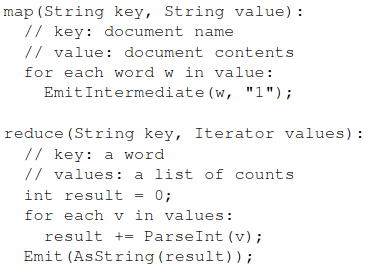 map(String key, String value):
// key: document name
// value: document contents
for each word w in value:
EmitIntermediate(w, "1");
reduce(String key, Iterator values):
// key: a word
// values: a list of counts
int result = 0;
for each v in values:
result += ParseInt(v);
Emit(AsString(result));